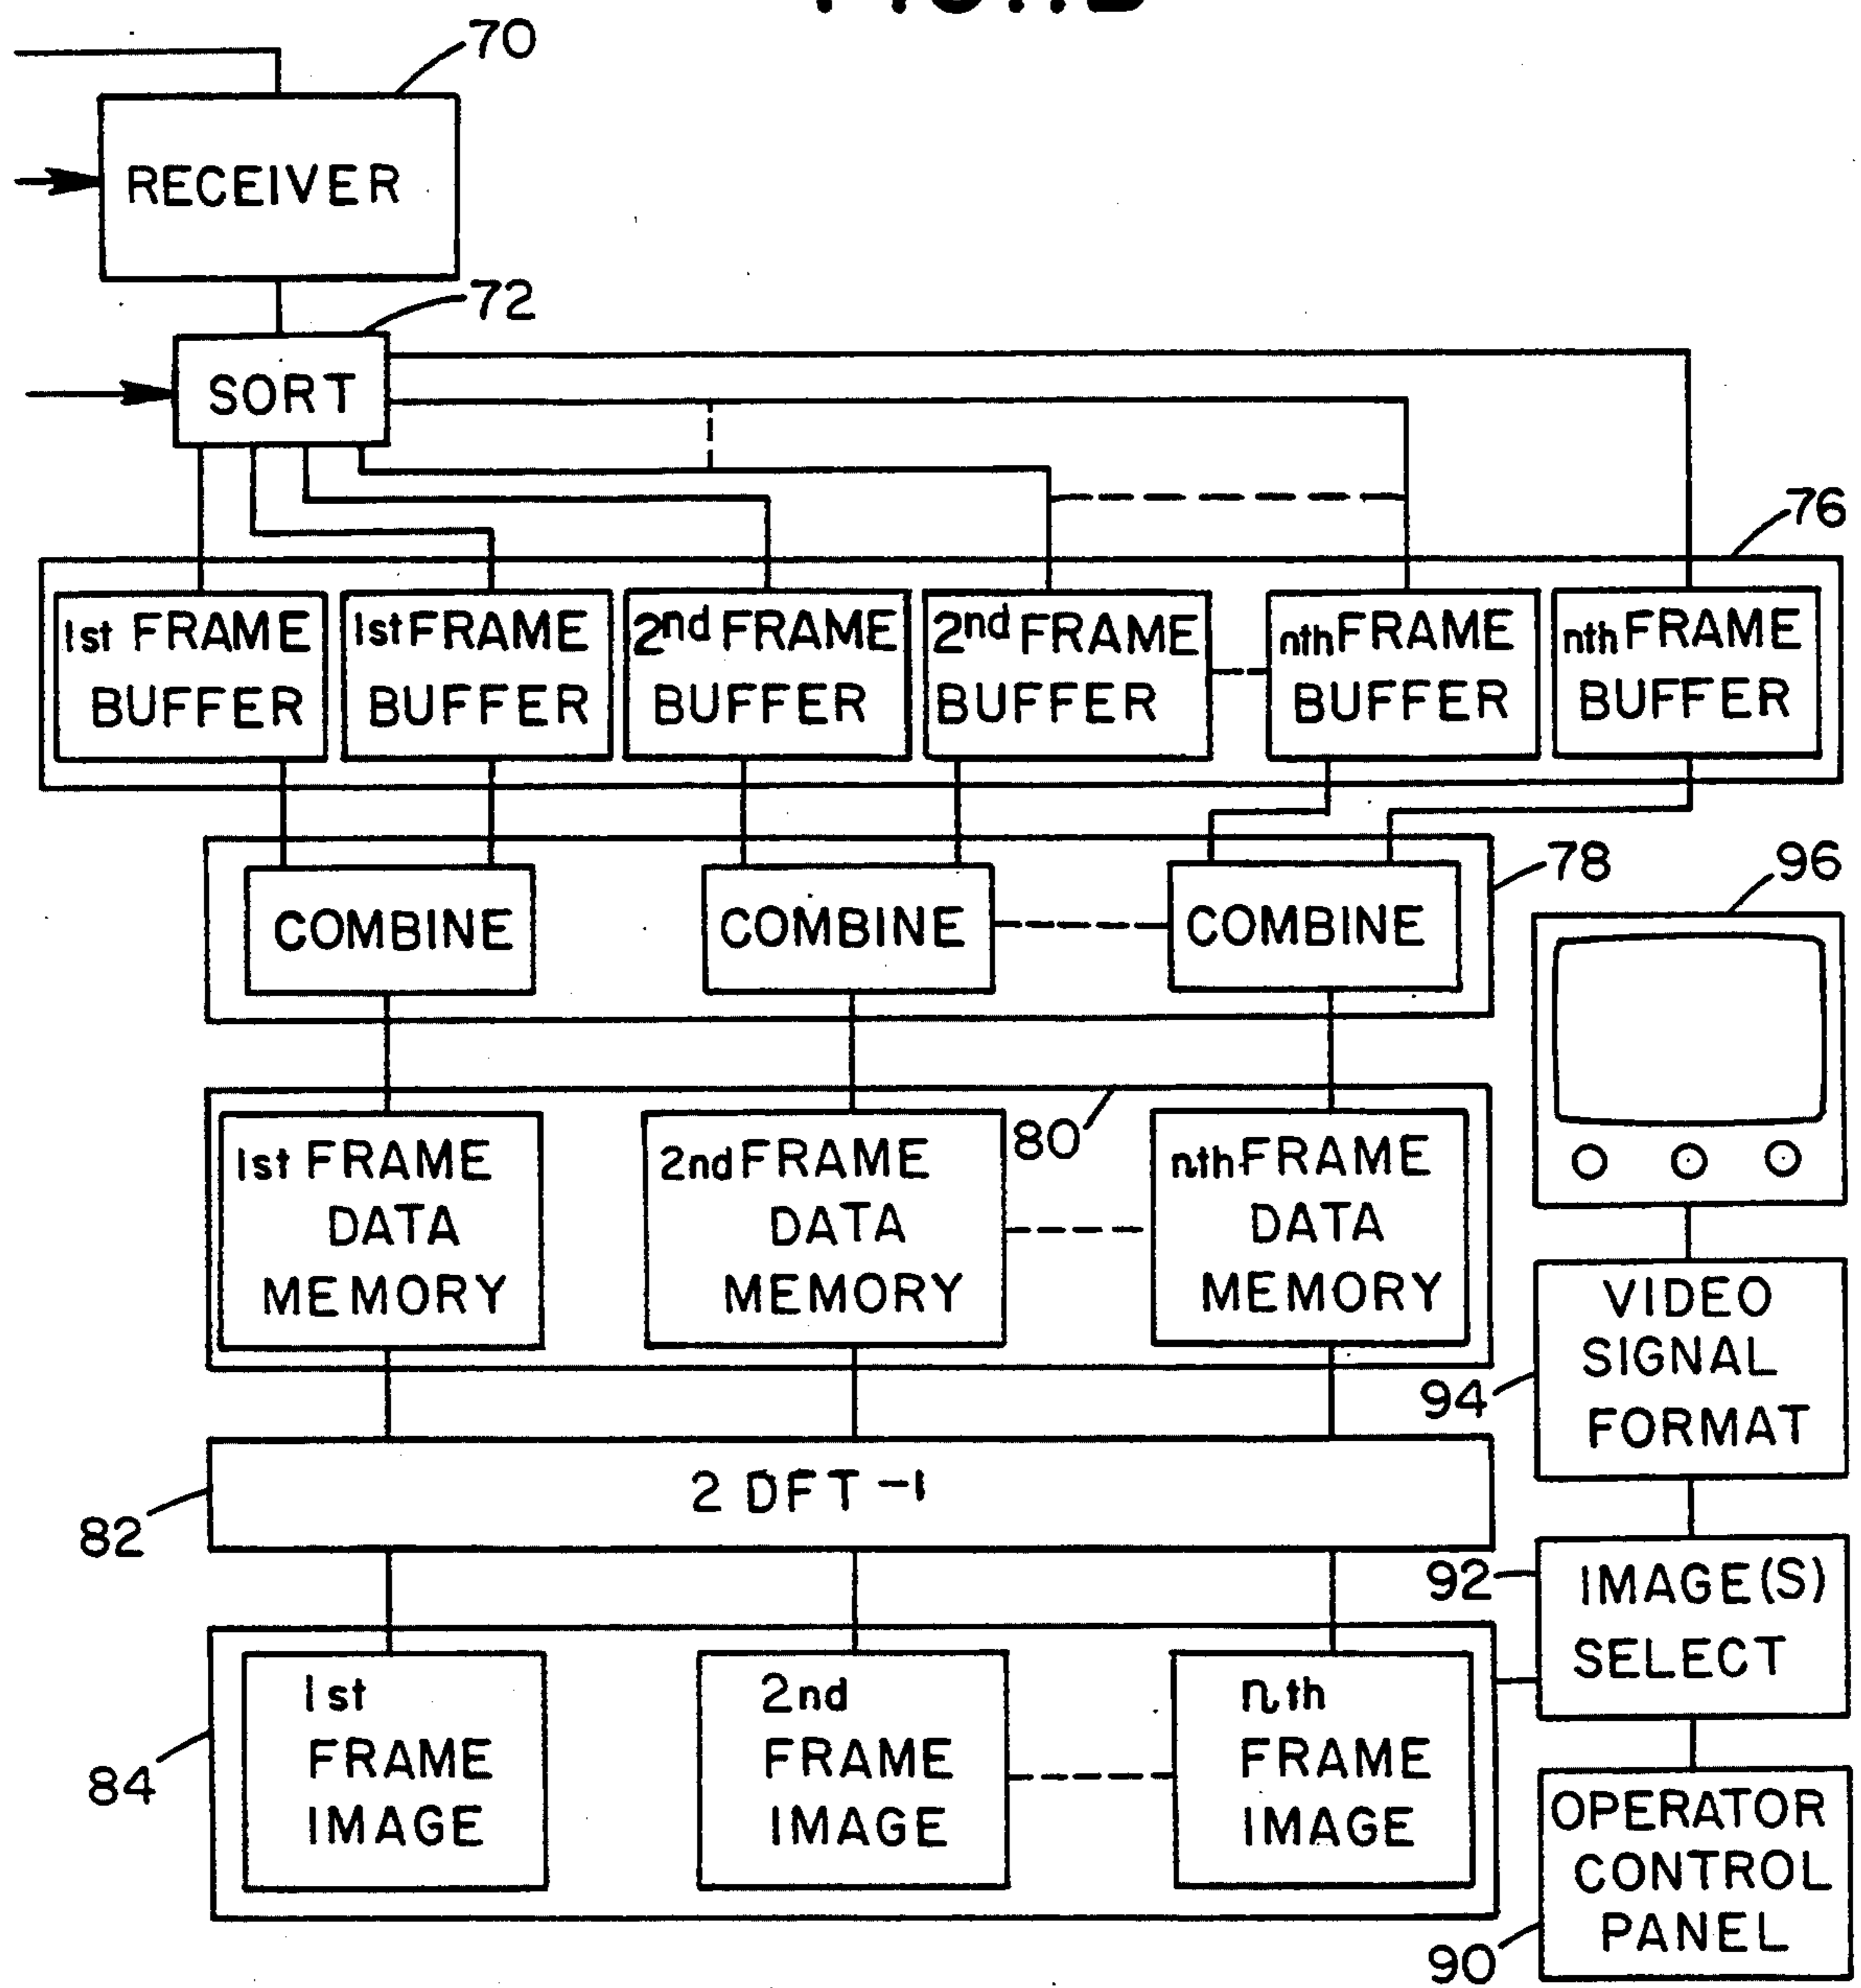 70
RECEIVER
72
SORT
76
1st FRAME
BUFFER
1st FRAME
BUFFER
2nd FRAME
BUFFER
2nd FRAME
BUFFER
nth FRAME
BUFFER
nth FRAME
BUFFER
78
COMBINE
COMBINE
COMBINE
96
80
1st FRAME
DATA
MEMORY
2nd FRAME
DATA
MEMORY
nth FRAME
DATA
MEMORY
94
VIDEO
SIGNAL
FORMAT
82
2 DFT -1
92
IMAGE(S)
SELECT
84
1st
FRAME
IMAGE
2nd
FRAME
IMAGE
nth
FRAME
IMAGE
90
OPERATOR
CONTROL
PANEL